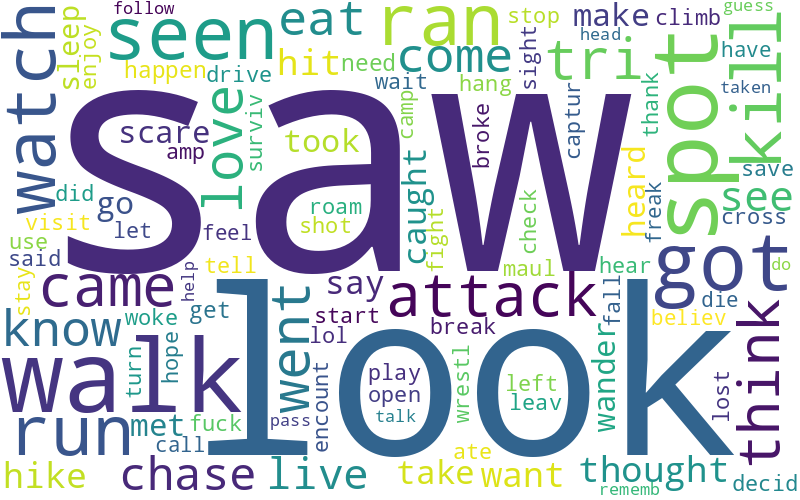 follow
seen
eat
ran
stop
make
climb
guess
have
head
sleep
enjoy
watch
happen
drive
hit
need
come
wait
hang
sight
tri
spot
kill
taken
saw
scare
amp
love
surviv
took
camp
broke
captur
thank
did
go
visit
let
feel
roam
shot
caught
fight
check
heard
freak
save
see
cross
use
said
stay
came
tell
help
say
hear
maul
got
do
die
know
woke
get
went
start
lol
attack
break
fall
believ
walk
look
turn
hope
play
open
talk
wrestl
left
leav
wander
think
lost
run
met
fuck
call
pass
encount
hike
chase
live
take
ate
want
thought
rememb
decid